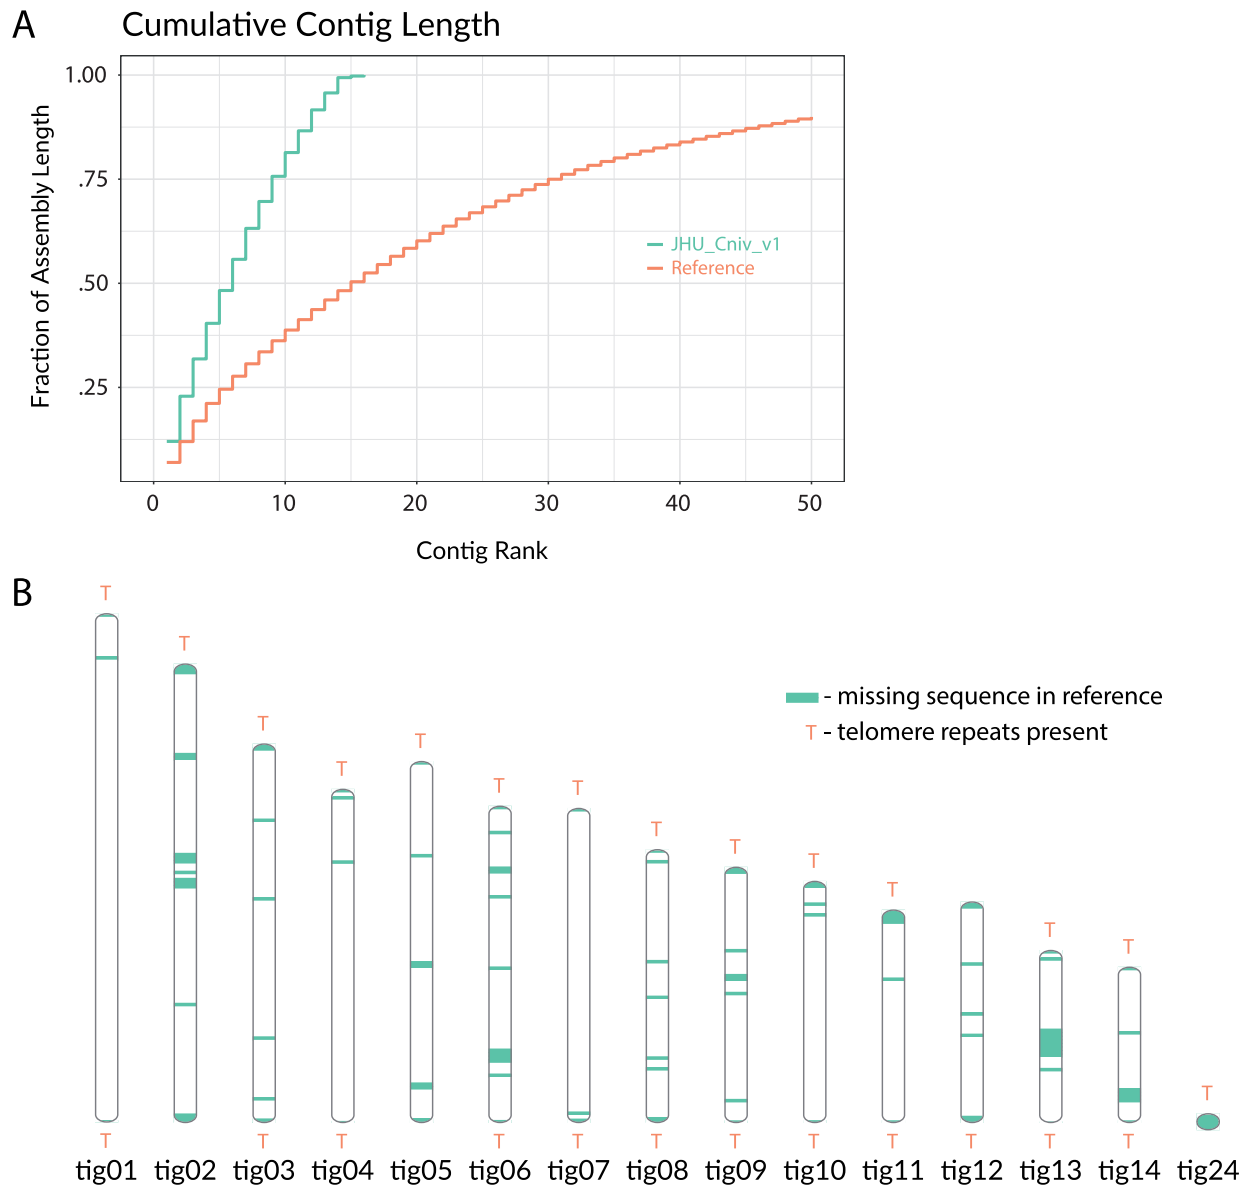 A
Cumulative Contig Length
1.00
.75
.50
.25
Fraction of Assembly Length
JHU_Cniv_v1
Reference
0 10 20 30 40 50
Contig Rank
B
T T T T T T T T T T T T T T
- missing sequence in reference
T - telomere repeats present
T T T T T T T T T T T T T
tig01 tig02 tig03 tig04 tig05 tig06 tig07 tig08 tig09 tig10 tig11 tig12 tig13 tig14 tig24